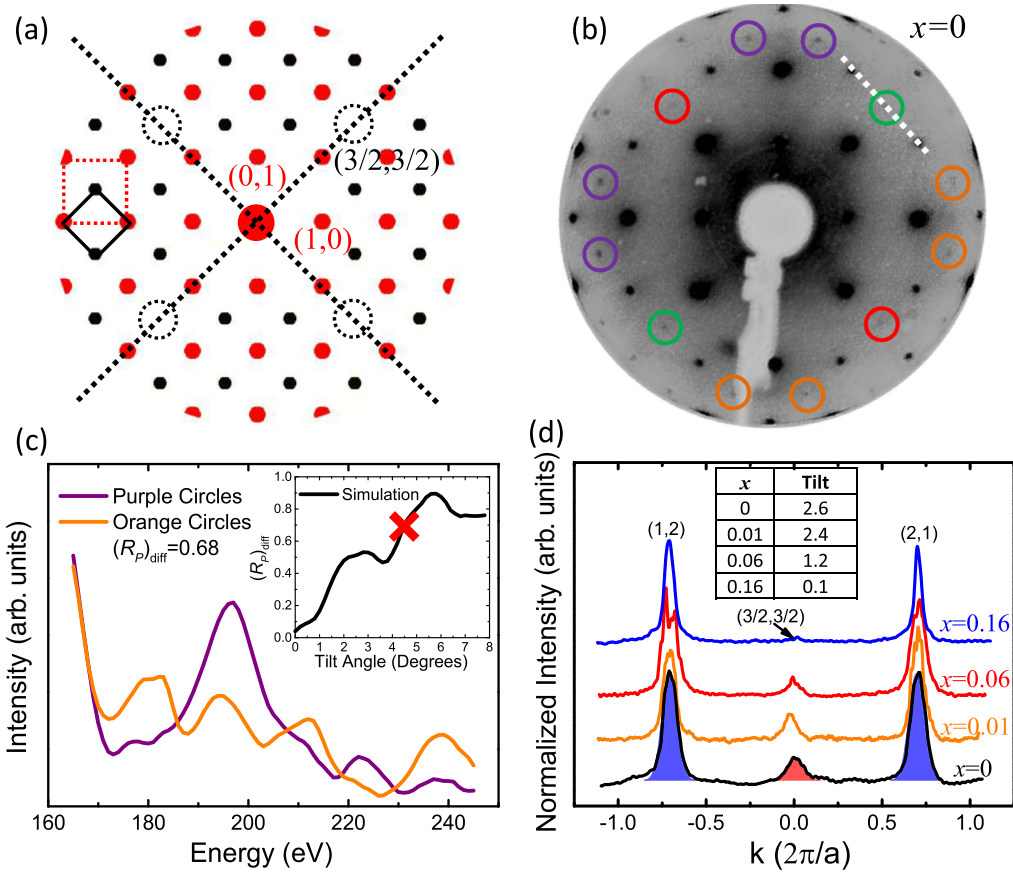 (a)
(0,1)
(3/2,3/2)
(1,0)
(b)
x=0
(c)
Intensity (arb. units)
Purple Circles
Orange Circles
(R_P)_diff=0.68
Simulation
(R_P)_diff
1.0
0.8
0.6
0.4
0.2
0.0
0 1 2 3 4 5 6 7 8
Tilt Angle (Degrees)
160 180 200 220 240
Energy (eV)
(d)
Normalized Intensity (arb. units)
x Tilt
0 2.6
0.01 2.4
0.06 1.2
0.16 0.1
(1,2)
(2,1)
(3/2,3/2)
x=0.16
x=0.06
x=0.01
x=0
-1.0 -0.5 0.0 0.5 1.0
k (2π/a)